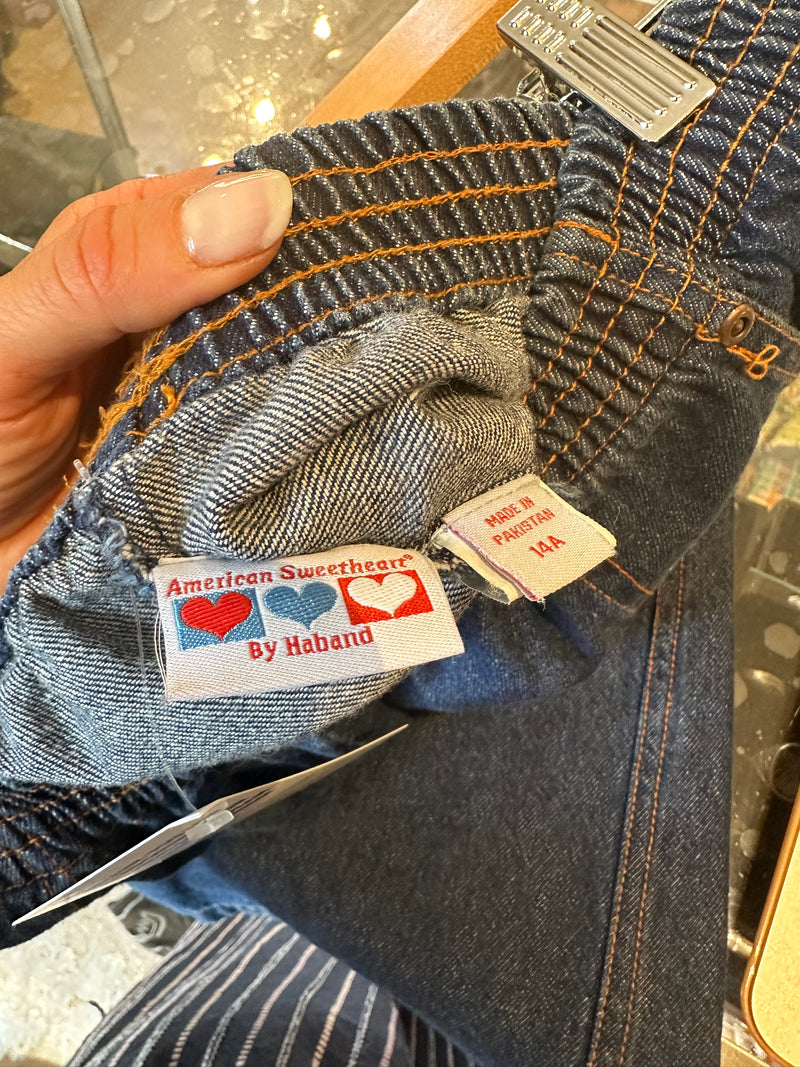 American Sweetheart®
By Haband
MADE IN
PAKISTAN
14A